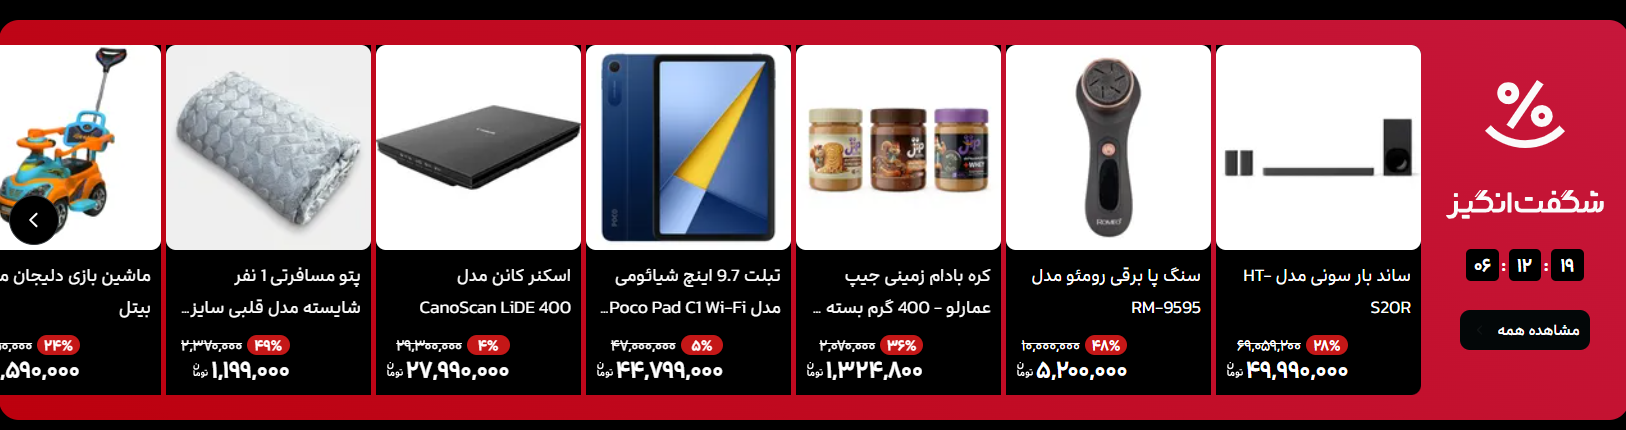 شگفت‌انگیز
۱۹ : ۱۲ : ۰۶
مشاهده همه
ساند بار سونی مدل HT-
S20R
۲۸%
۶۹,۰۵۹,۲۰۰
۴۹,۹۹۰,۰۰۰ تومان
سنگ پا برقی رومئو مدل
RM-9595
۴۸%
۱۰,۰۰۰,۰۰۰
۵,۲۰۰,۰۰۰ تومان
کره بادام زمینی جیپ
عمارلو - 400 گرم بسته ...
۳۶%
۲,۰۷۰,۰۰۰
۱,۳۲۴,۸۰۰ تومان
تبلت 9.7 اینچ شیائومی
مدل Poco Pad C1 Wi-Fi...
۵%
۴۷,۰۰۰,۰۰۰
۴۴,۷۹۹,۰۰۰ تومان
اسکنر کانن مدل
CanoScan LiDE 400
۴%
۲۹,۳۰۰,۰۰۰
۲۷,۹۹۰,۰۰۰ تومان
پتو مسافرتی 1 نفر
شایسته مدل قلبی سایز...
۴۹%
۲,۳۷۰,۰۰۰
۱,۱۹۹,۰۰۰ تومان
ماشین بازی دلیجان م
بیتل
۲۴%
,۵۹۰,۰۰۰
ROMEO
POCO